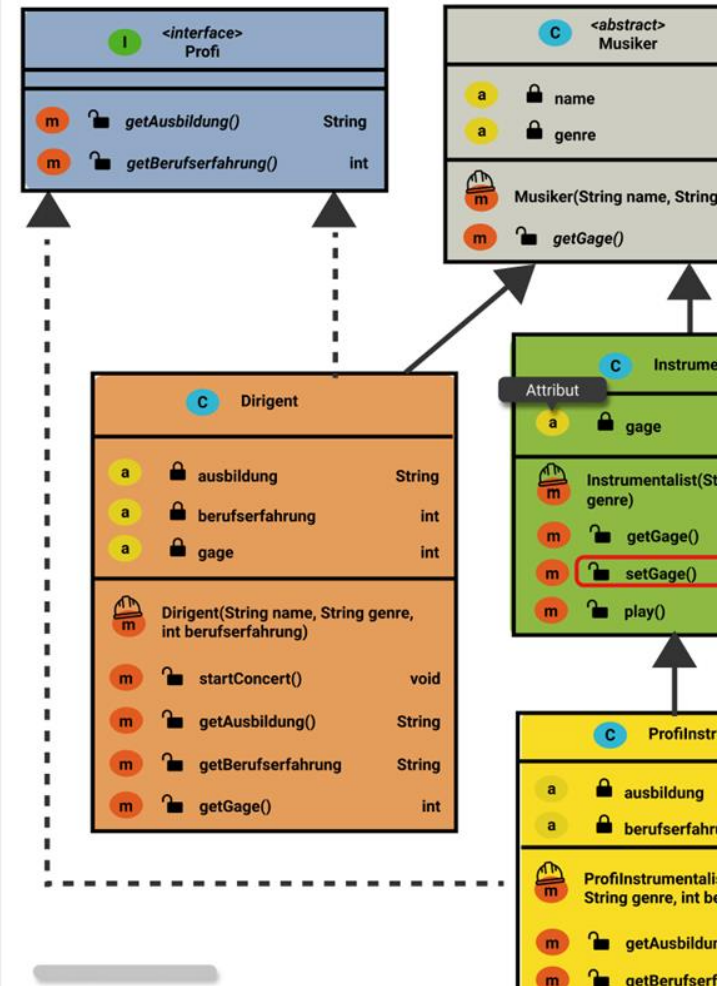 I
<interface>
Profi
m getAusbildung() String
m getBerufserfahrung() int
C
<abstract>
Musiker
a name
a genre
m Musiker(String name, String
m getGage()
C Dirigent
a ausbildung String
a berufserfahrung int
a gage int
m Dirigent(String name, String genre,
int berufserfahrung)
m startConcert() void
m getAusbildung() String
m getBerufserfahrung String
m getGage() int
C Instrume
Attribut
a gage
m Instrumentalist(St
genre)
m getGage()
m setGage()
m play()
C ProfiInstr
a ausbildung
a berufserfahru
m ProfiInstrumentalis
String genre, int be
m getAusbildun
m getBerufserf